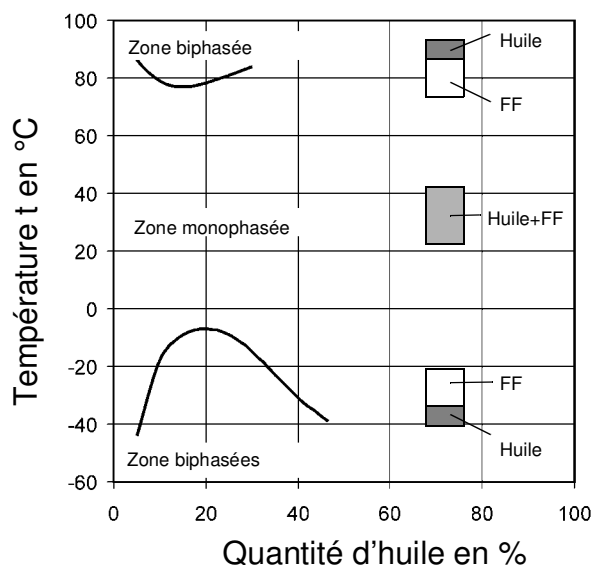 Température t en °C
100
80
60
40
20
0
-20
-40
-60
Zone biphasée
Zone monophasée
Zone biphasées
Huile
FF
Huile+FF
FF
Huile
0 20 40 60 80 100
Quantité d'huile en %